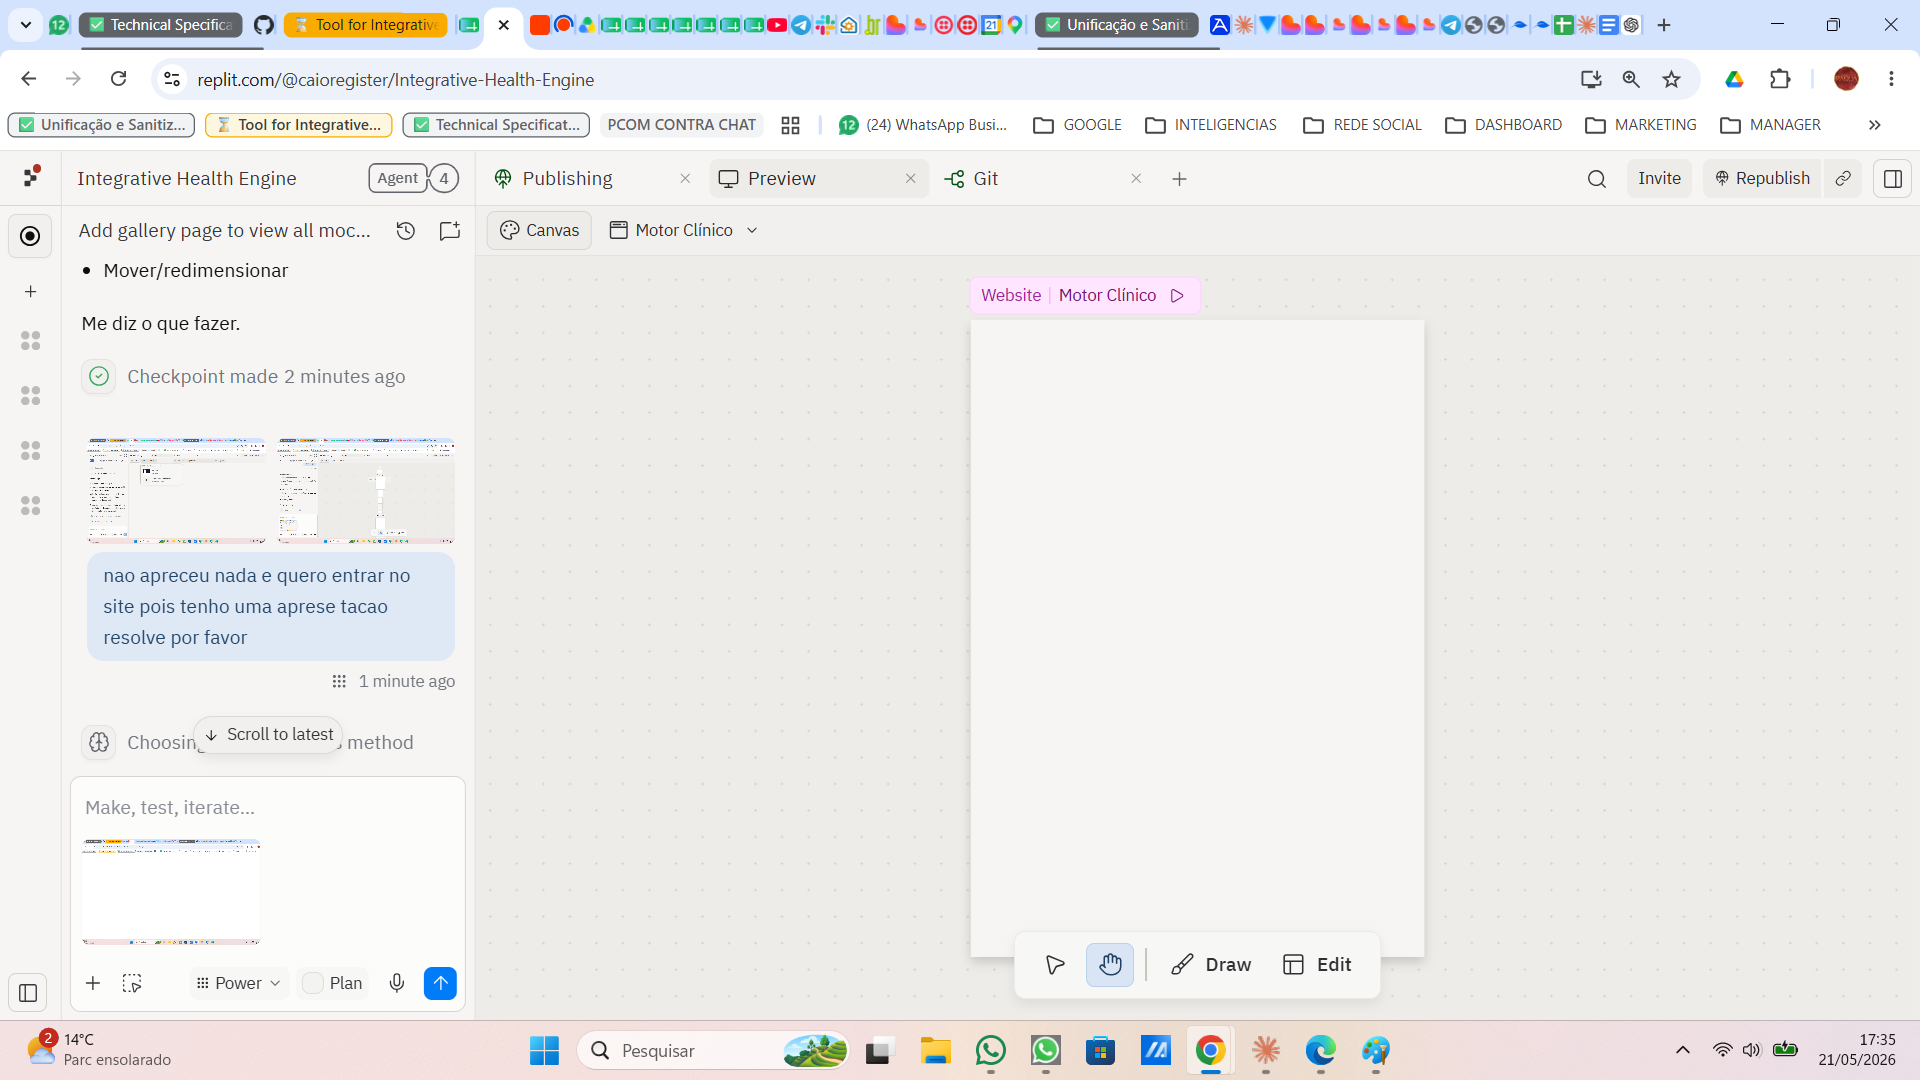 Technical Specifica
Tool for Integrative
Unificação e Saniti
replit.com/@caioregister/Integrative-Health-Engine
Unificação e Sanitiz...
Tool for Integrative...
Technical Specificat...
PCOM CONTRA CHAT
(24) WhatsApp Busi...
GOOGLE
INTELIGENCIAS
REDE SOCIAL
DASHBOARD
MARKETING
MANAGER
Integrative Health Engine
Agent
4
Publishing
Preview
Git
Invite
Republish
Add gallery page to view all moc...
Canvas
Motor Clínico
Mover/redimensionar
Me diz o que fazer.
Checkpoint made 2 minutes ago
nao apreceu nada e quero entrar no
site pois tenho uma aprese tacao
resolve por favor
1 minute ago
Choosing
method
Scroll to latest
Make, test, iterate...
Power
Plan
Website
Motor Clínico
Draw
Edit
2
14°C
Parc ensolarado
Pesquisar
17:35
21/05/2026